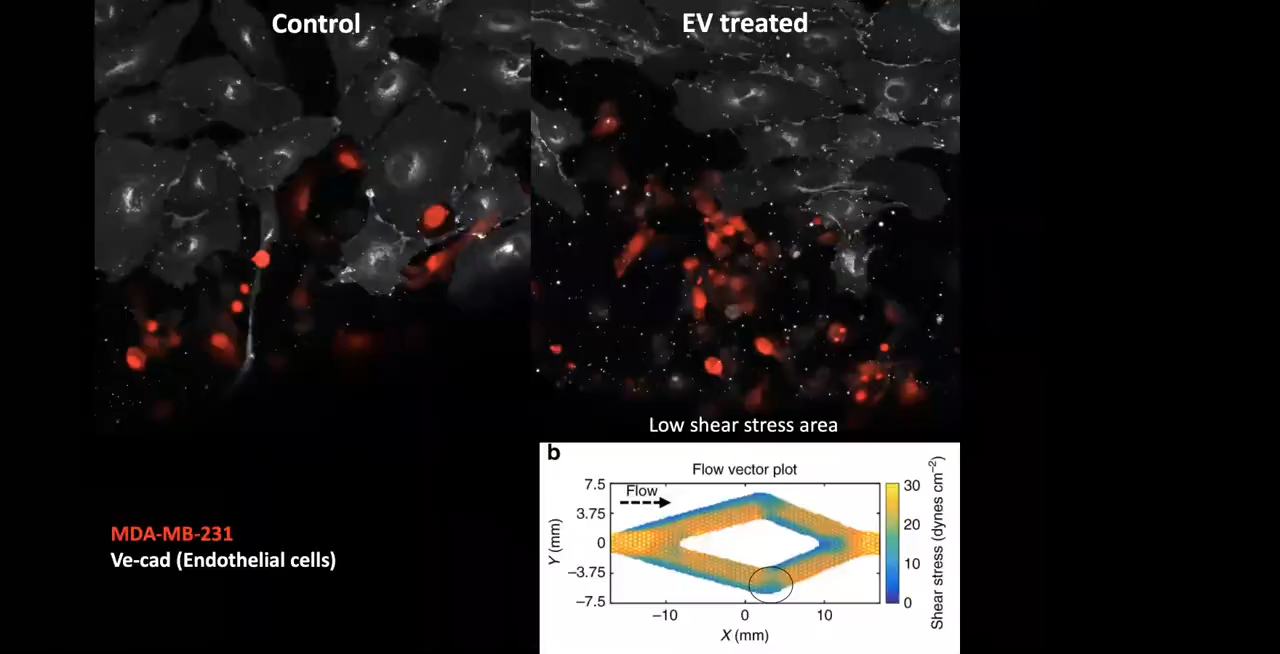 Control
EV treated
Low shear stress area
MDA-MB-231
Ve-cad (Endothelial cells)
b
Flow vector plot
Flow
7.5
3.75
0
−3.75
−7.5
Y (mm)
−10
0
10
X (mm)
30
20
10
0
Shear stress (dynes cm⁻²)